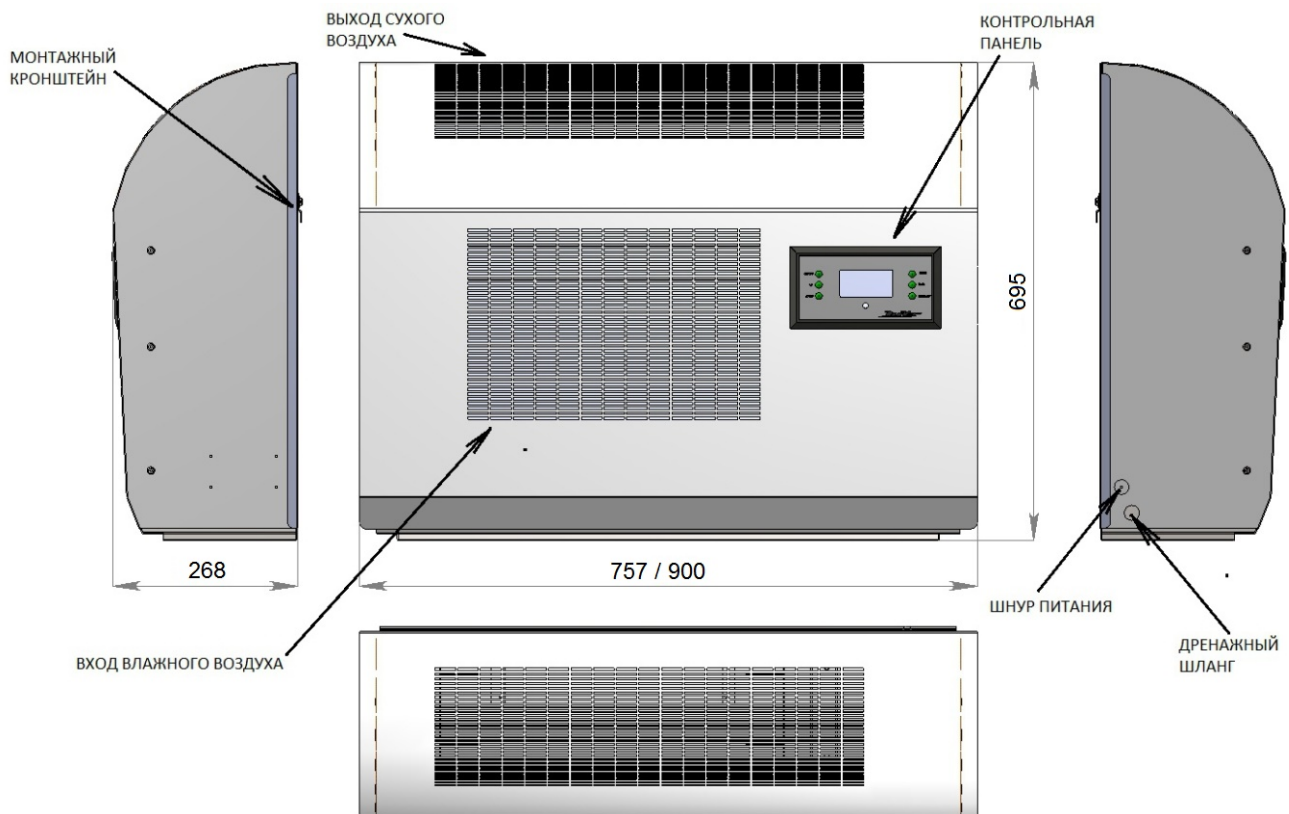 ВЫХОД СУХОГО
ВОЗДУХА
КОНТРОЛЬНАЯ
ПАНЕЛЬ
МОНТАЖНЫЙ
КРОНШТЕЙН
695
268
757 / 900
ШНУР ПИТАНИЯ
ВХОД ВЛАЖНОГО ВОЗДУХА
ДРЕНАЖНЫЙ
ШЛАНГ